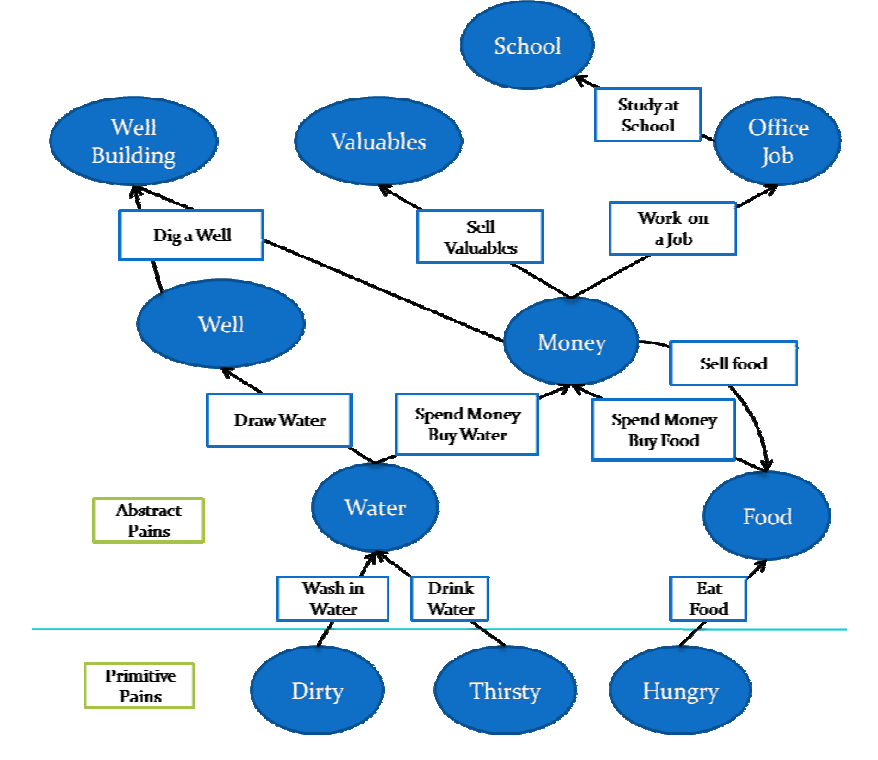 School
Study at
School
Well
Building
Valuables
Office
Job
Dig a Well
Sell
Valuables
Work on
a Job
Well
Money
Sell food
Draw Water
Spend Money
Buy Water
Spend Money
Buy Food
Abstract
Pains
Water
Food
Wash in
Water
Drink
Water
Eat
Food
Primitive
Pains
Dirty
Thirsty
Hungry